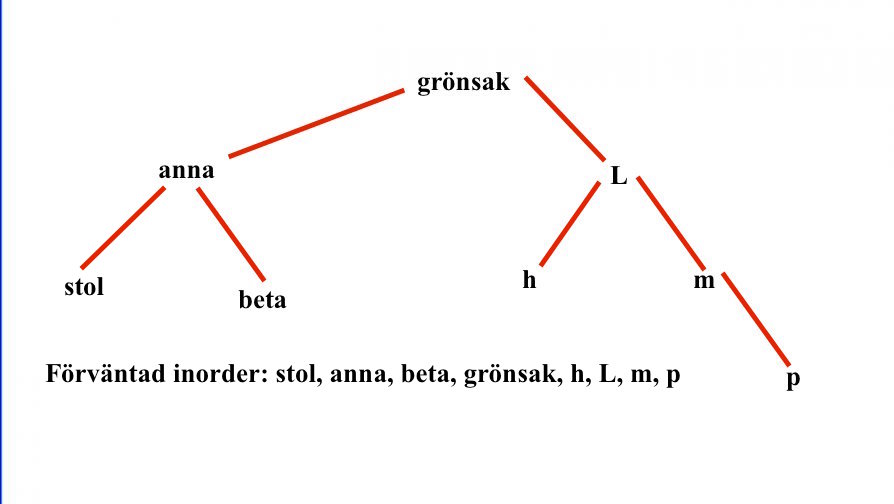 grönsak
anna
L
stol
beta
h
m
Förväntad inorder: stol, anna, beta, grönsak, h, L, m, p
p